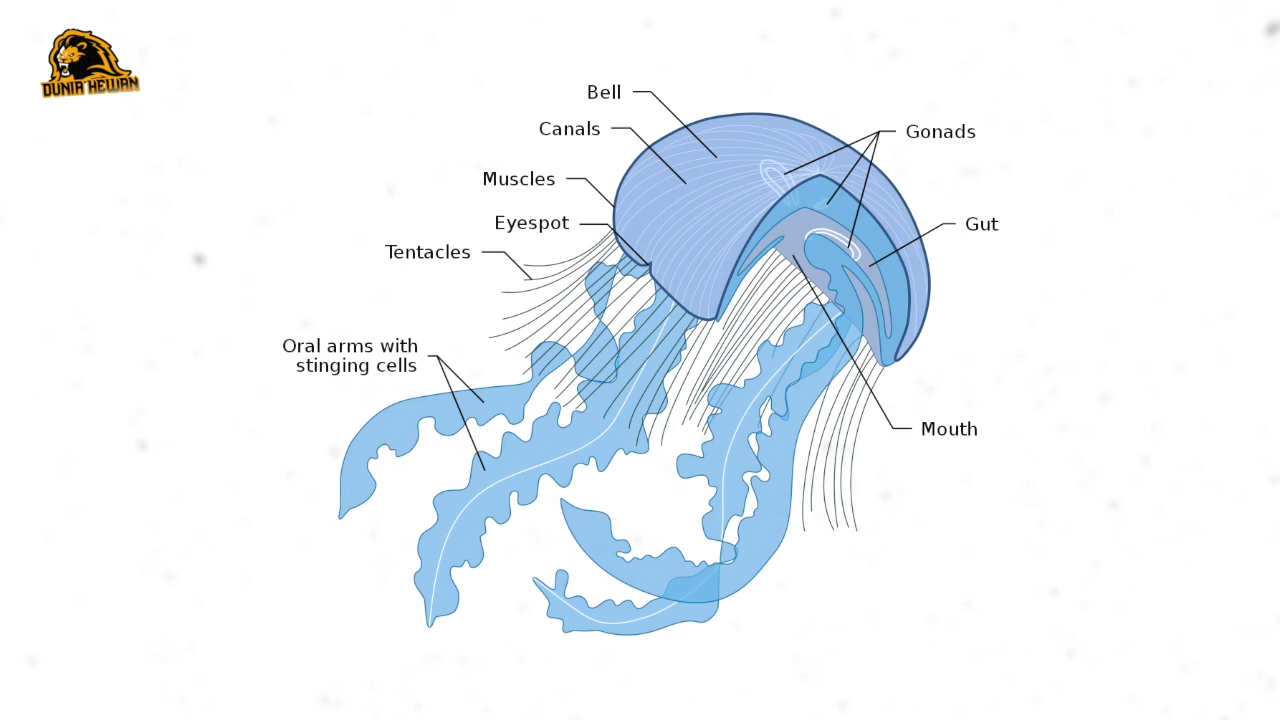 DUNIA HEWAN
Bell
Canals
Gonads
Muscles
Eyespot
Gut
Tentacles
Oral arms with
stinging cells
Mouth